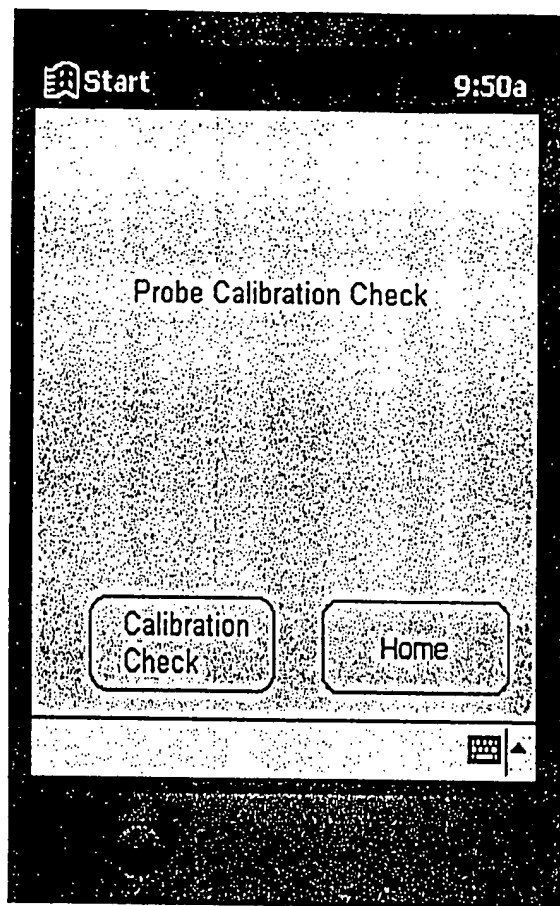 Start
9:50a
Probe Calibration Check
Calibration
Check
Home